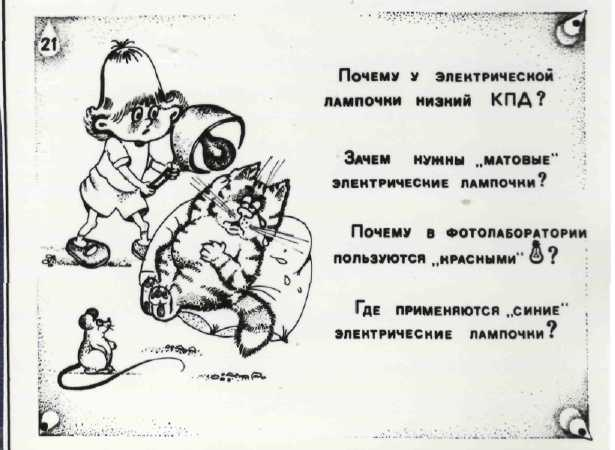 21
Почему у электрической
лампочки низкий КПД?
Зачем нужны „матовые"
электрические лампочки?
Почему в фотолаборатории
пользуются „красными" ?
Где применяются „синие"
электрические лампочки?